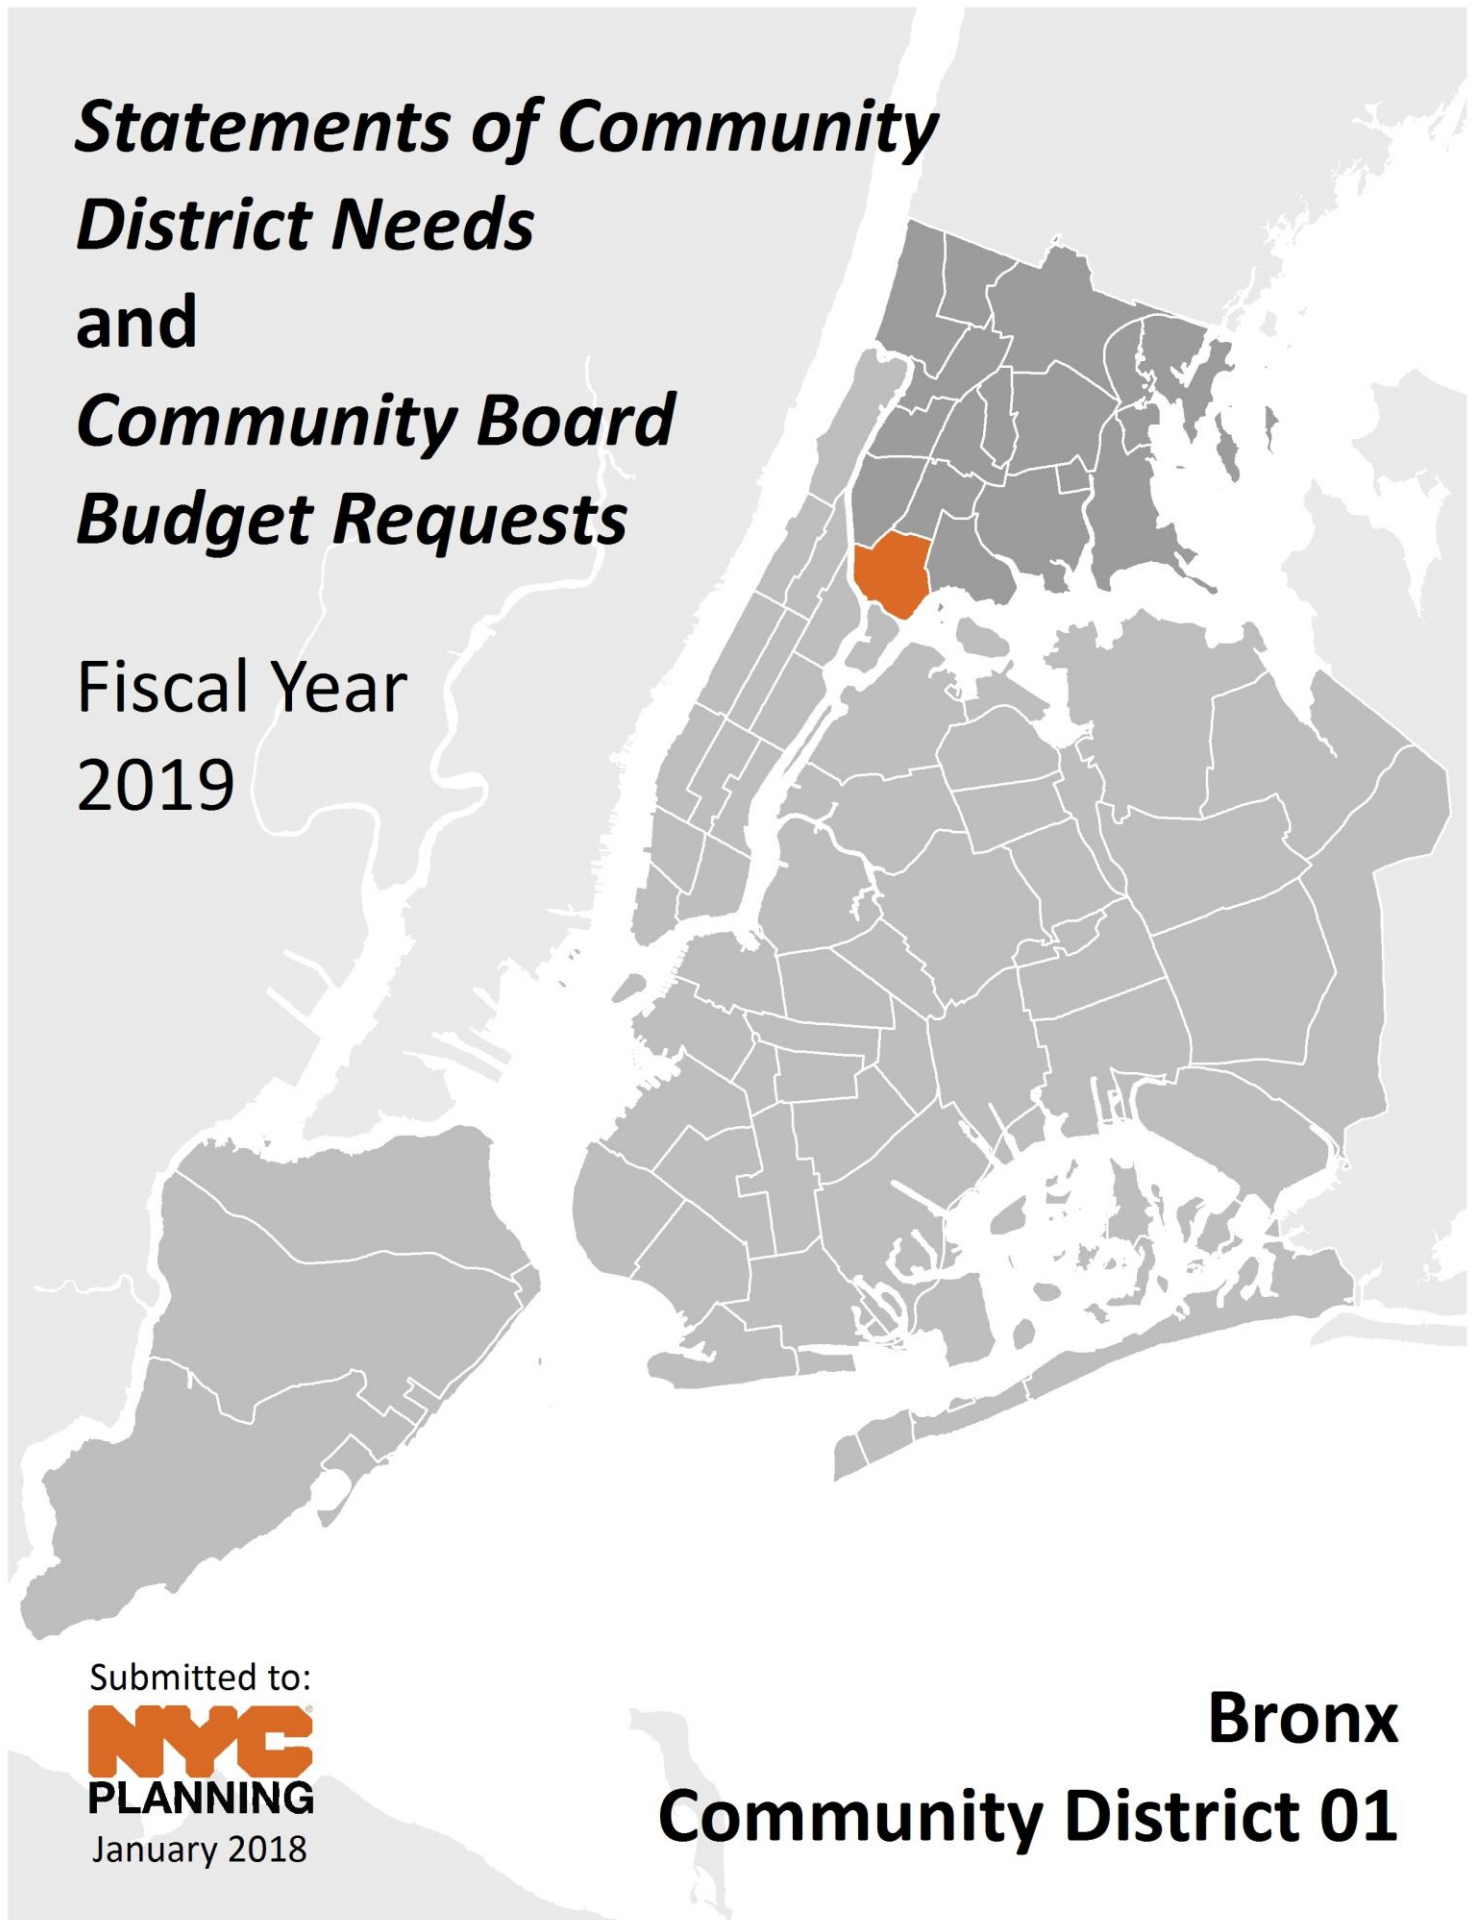 Statements of Community
District Needs
and
Community Board
Budget Requests
Fiscal Year
2019
Submitted to:
NYC®
PLANNING
January 2018
Bronx
Community District 01